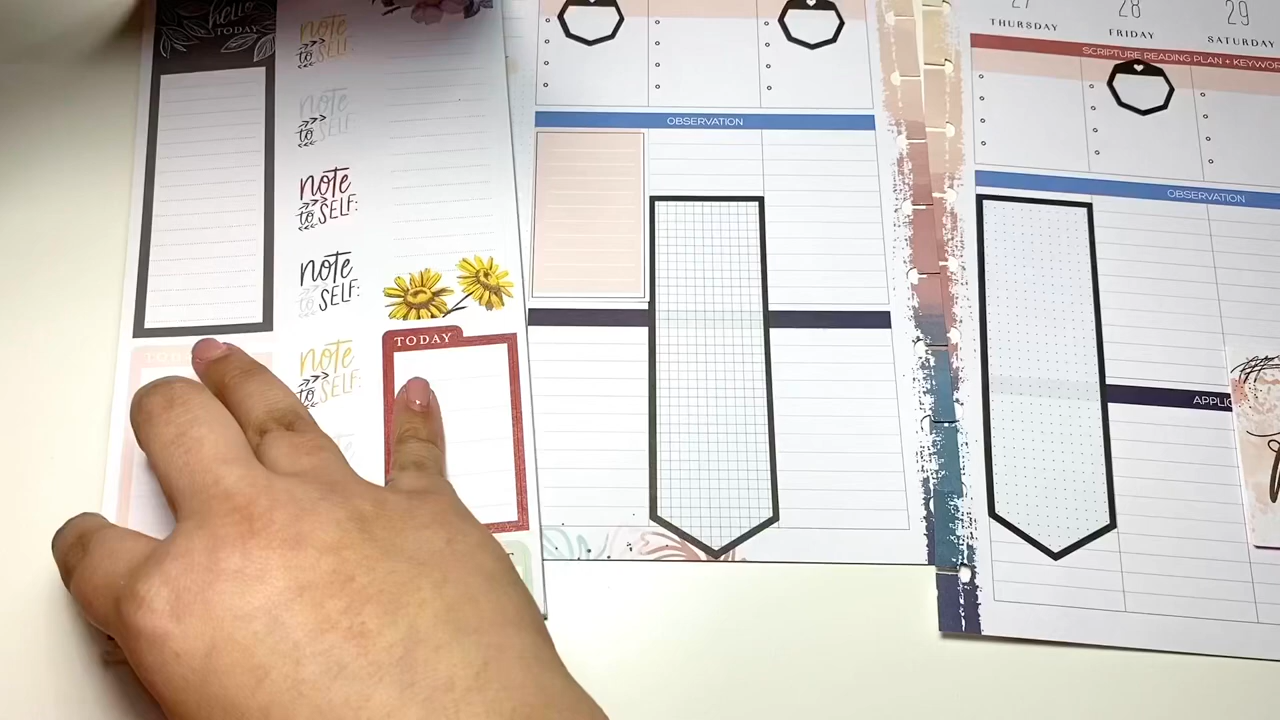 hello
TODAY
note
to SELF:
note
to SELF:
note
to SELF:
note
to SELF:
note
to SELF:
TODAY
OBSERVATION
27
28
29
THURSDAY
FRIDAY
SATURDAY
SCRIPTURE READING PLAN + KEYWOR
OBSERVATION
APPLIC